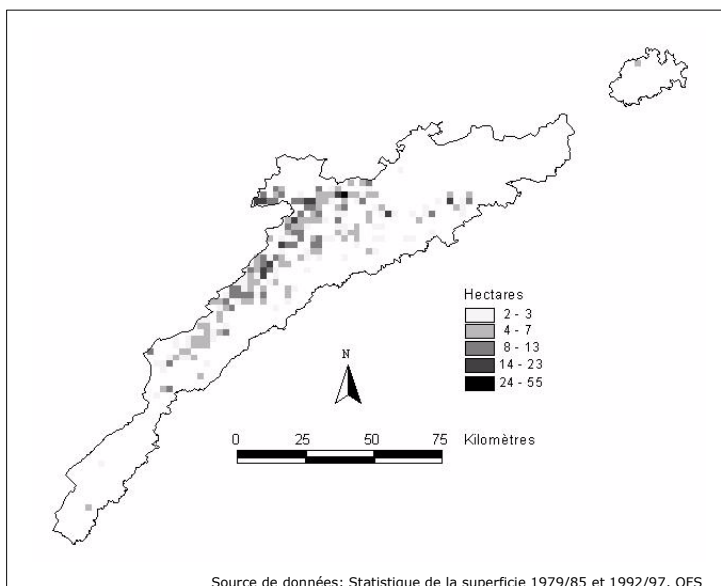 N
Hectares
2 - 3
4 - 7
8 - 13
14 - 23
24 - 55
0 25 50 75 Kilomètres
Source de données: Statistique de la superficie 1979/85 et 1992/97, OFS